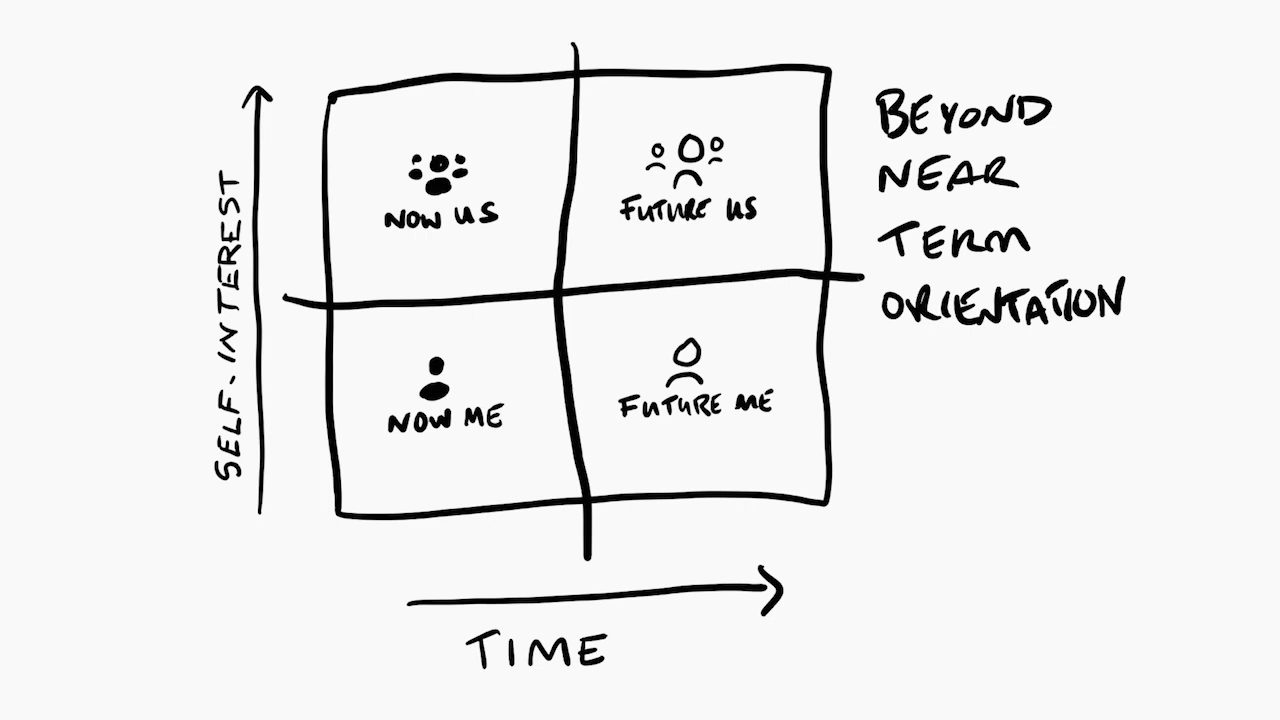 SELF-INTEREST
NOW US
FUTURE US
NOW ME
FUTURE ME
TIME
BEYOND
NEAR
TERM
ORIENTATION